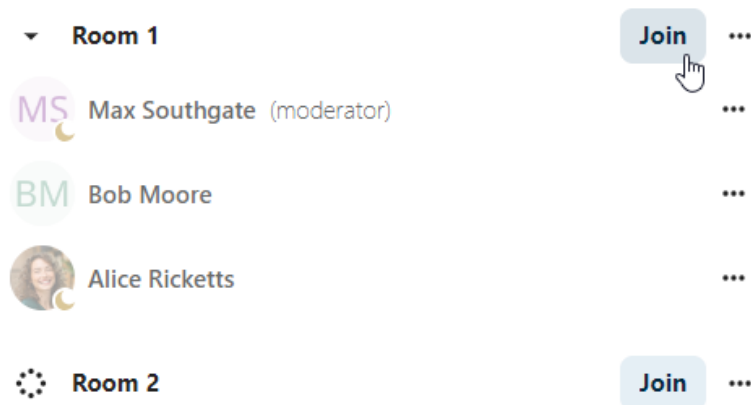 Room 1 Join
MS Max Southgate (moderator)
BM Bob Moore
Alice Ricketts
Room 2 Join